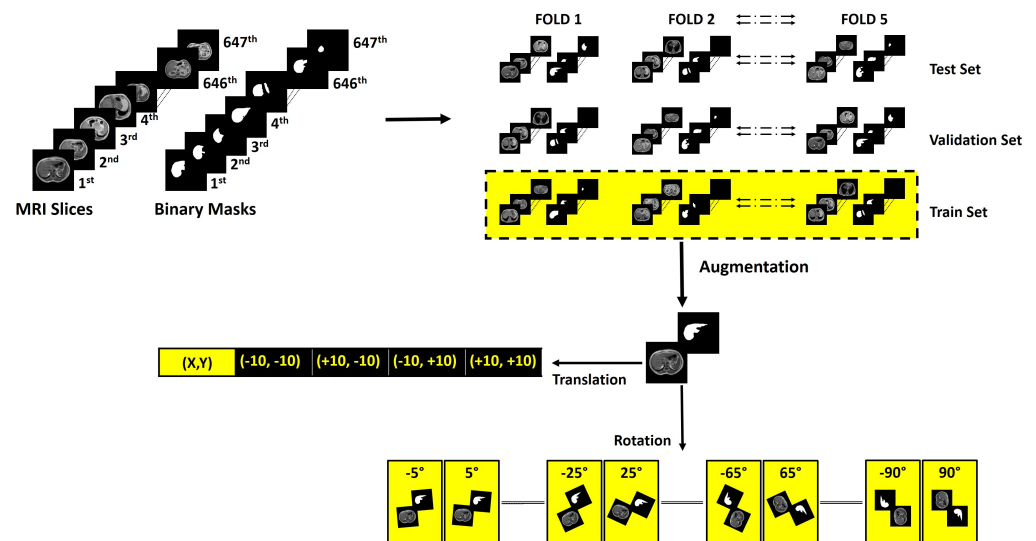 FOLD 1
FOLD 2
FOLD 5
647th
646th
4th
3rd
2nd
1st
MRI Slices
647th
646th
4th
3rd
2nd
1st
Binary Masks
Test Set
Validation Set
Train Set
Augmentation
(X,Y) (-10, -10) (+10, -10) (-10, +10) (+10, +10)
Translation
Rotation
-5° 5° -25° 25° -65° 65° -90° 90°